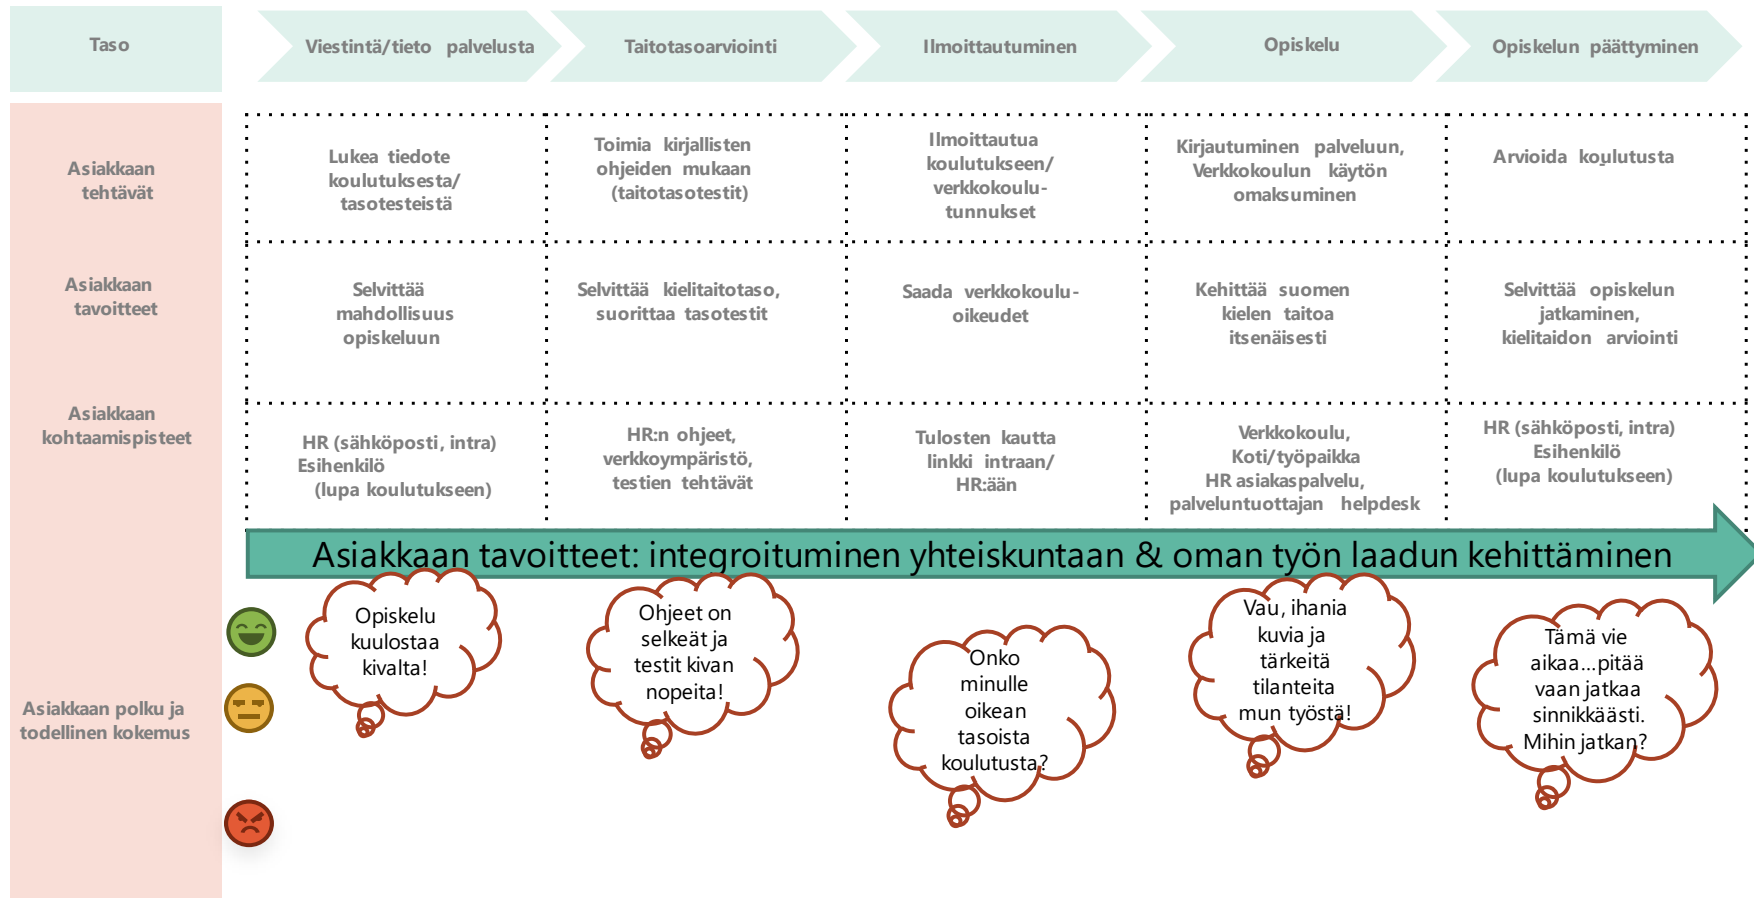 Taso
Viestintä/tieto palvelusta
Taitotasoarviointi
Ilmoittautuminen
Opiskelu
Opiskelun päättyminen
Asiakkaan
tehtävät
Lukea tiedote
koulutuksesta/
tasotesteistä
Toimia kirjallisten
ohjeiden mukaan
(taitotasotestit)
Ilmoittautua
koulutukseen/
verkkokoulu-
tunnukset
Kirjautuminen palveluun,
Verkkokoulun käytön
omaksuminen
Arvioida koulutusta
Asiakkaan
tavoitteet
Selvittää
mahdollisuus
opiskeluun
Selvittää kielitaitotaso,
suorittaa tasotestit
Saada verkkokoulu-
oikeudet
Kehittää suomen
kielen taitoa
itsenäisesti
Selvittää opiskelun
jatkaminen,
kielitaidon arviointi
Asiakkaan
kohtaamispisteet
HR (sähköposti, intra)
Esihenkilö
(lupa koulutukseen)
HR:n ohjeet,
verkkoympäristö,
testien tehtävät
Tulosten kautta
linkki intraan/
HR:ään
Verkkokoulu,
Koti/työpaikka
HR asiakaspalvelu,
palveluntuottajan helpdesk
HR (sähköposti, intra)
Esihenkilö
(lupa koulutukseen)
Asiakkaan tavoitteet: integroituminen yhteiskuntaan & oman työn laadun kehittäminen
Asiakkaan polku ja
todellinen kokemus
Opiskelu
kuulostaa
kivalta!
Ohjeet on
selkeät ja
testit kivan
nopeita!
Onko
minulle
oikean
tasoista
koulutusta?
Vau, ihania
kuvia ja
tärkeitä
tilanteita
mun työstä!
Tämä vie
aikaa...pitää
vaan jatkaa
sinnikkäästi.
Mihin jatkan?